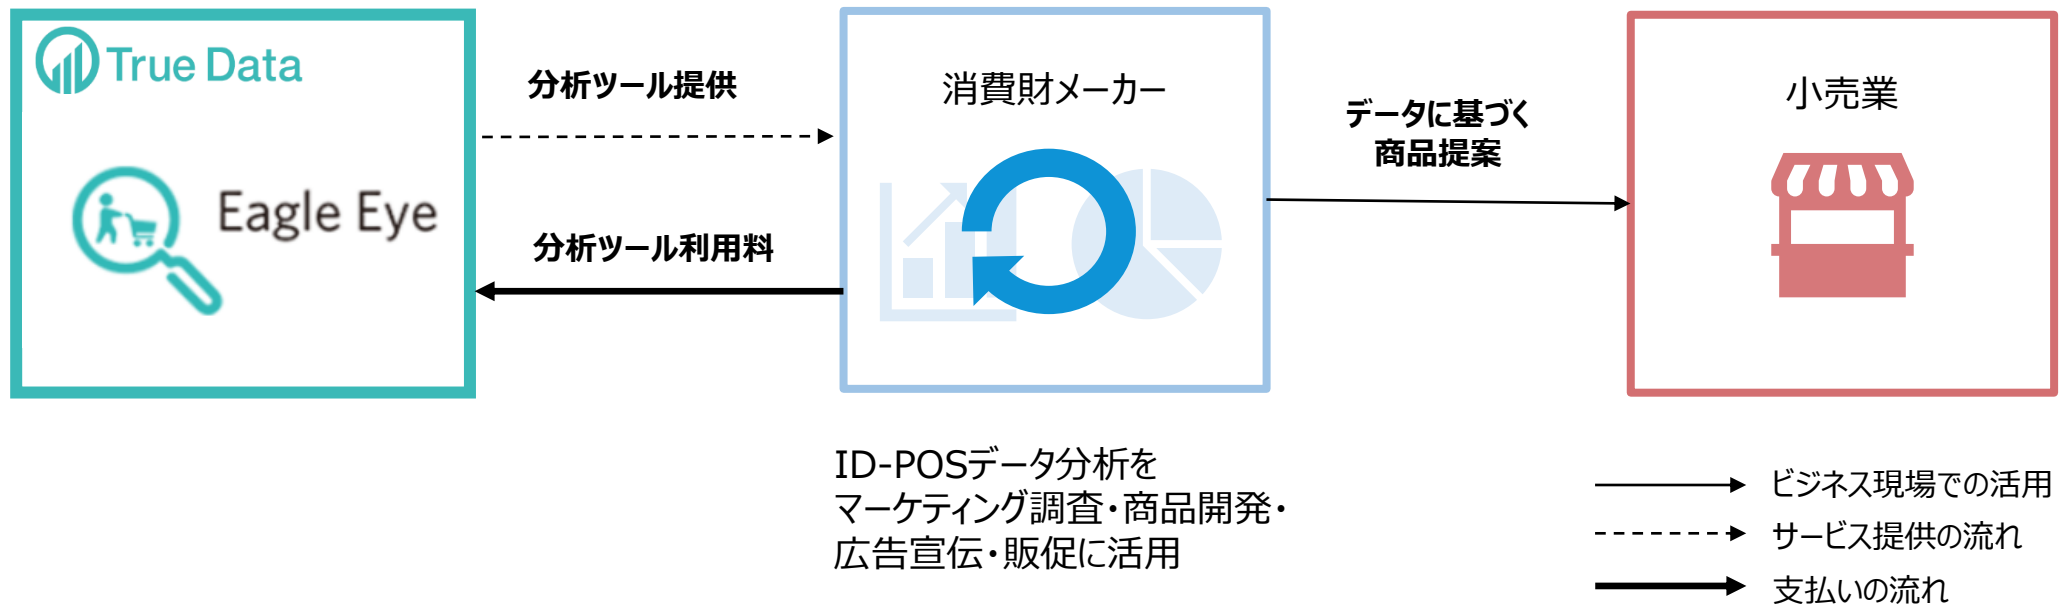 True Data
Eagle Eye
分析ツール提供
分析ツール利用料
消費財メーカー
データに基づく
商品提案
小売業
ID-POSデータ分析を
マーケティング調査・商品開発・
広告宣伝・販促に活用
ビジネス現場での活用
サービス提供の流れ
支払いの流れ